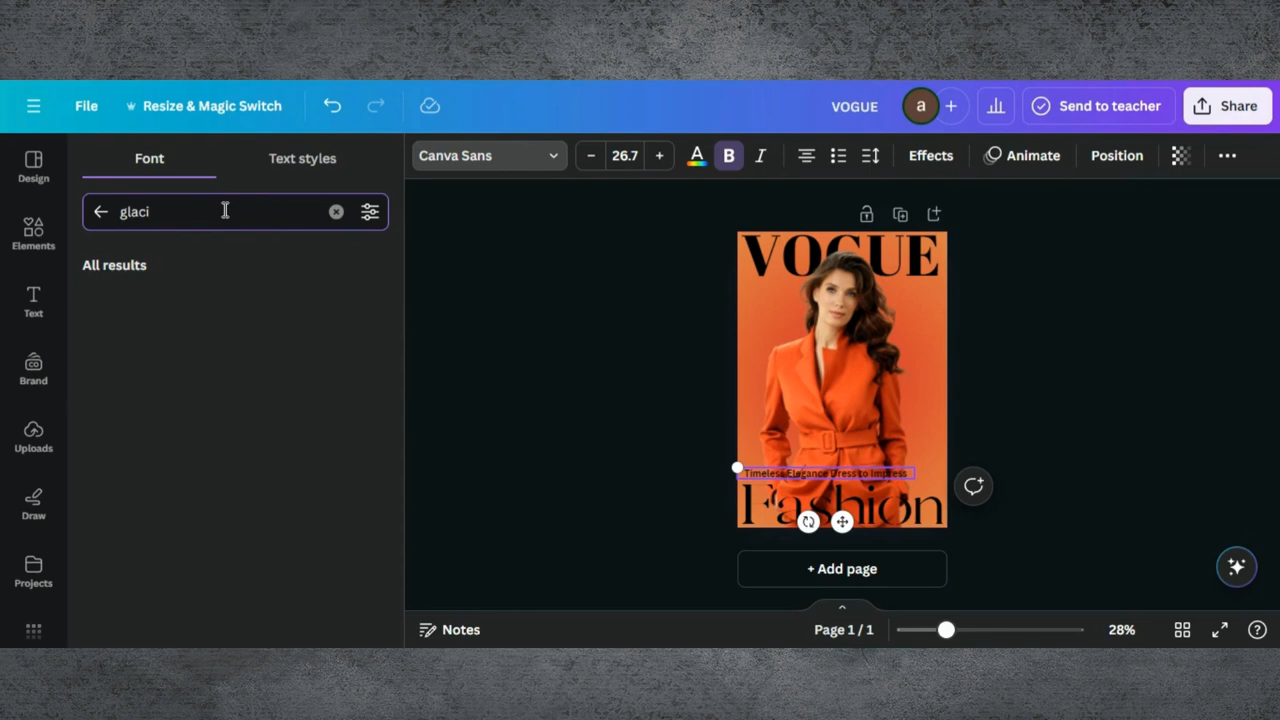 File
Resize & Magic Switch
VOGUE
a
Send to teacher
Share
Design
Elements
Text
Brand
Uploads
Draw
Projects
Font
Text styles
glaci
All results
Canva Sans
– 26.7 +
A
B
I
Effects
Animate
Position
VOGUE
Timeless Elegance Dress to Impress
Fashion
+ Add page
Notes
Page 1 / 1
28%